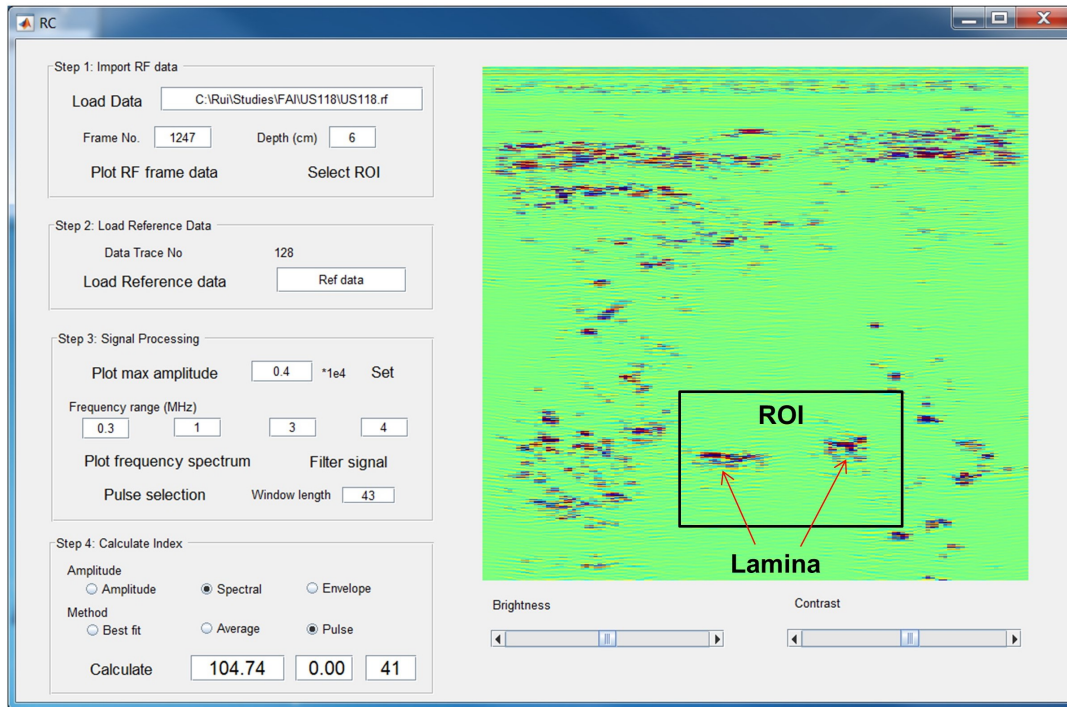 RC
Step 1: Import RF data
Load Data C:\Rui\Studies\FAI\US118\US118.rf
Frame No. 1247 Depth (cm) 6
Plot RF frame data Select ROI
Step 2: Load Reference Data
Data Trace No 128
Load Reference data Ref data
Step 3: Signal Processing
Plot max amplitude 0.4 *1e4 Set
Frequency range (MHz)
0.3 1 3 4
Plot frequency spectrum Filter signal
Pulse selection Window length 43
Step 4: Calculate Index
Amplitude
Amplitude Spectral Envelope
Method
Best fit Average Pulse
Calculate 104.74 0.00 41
ROI
Lamina
Brightness Contrast